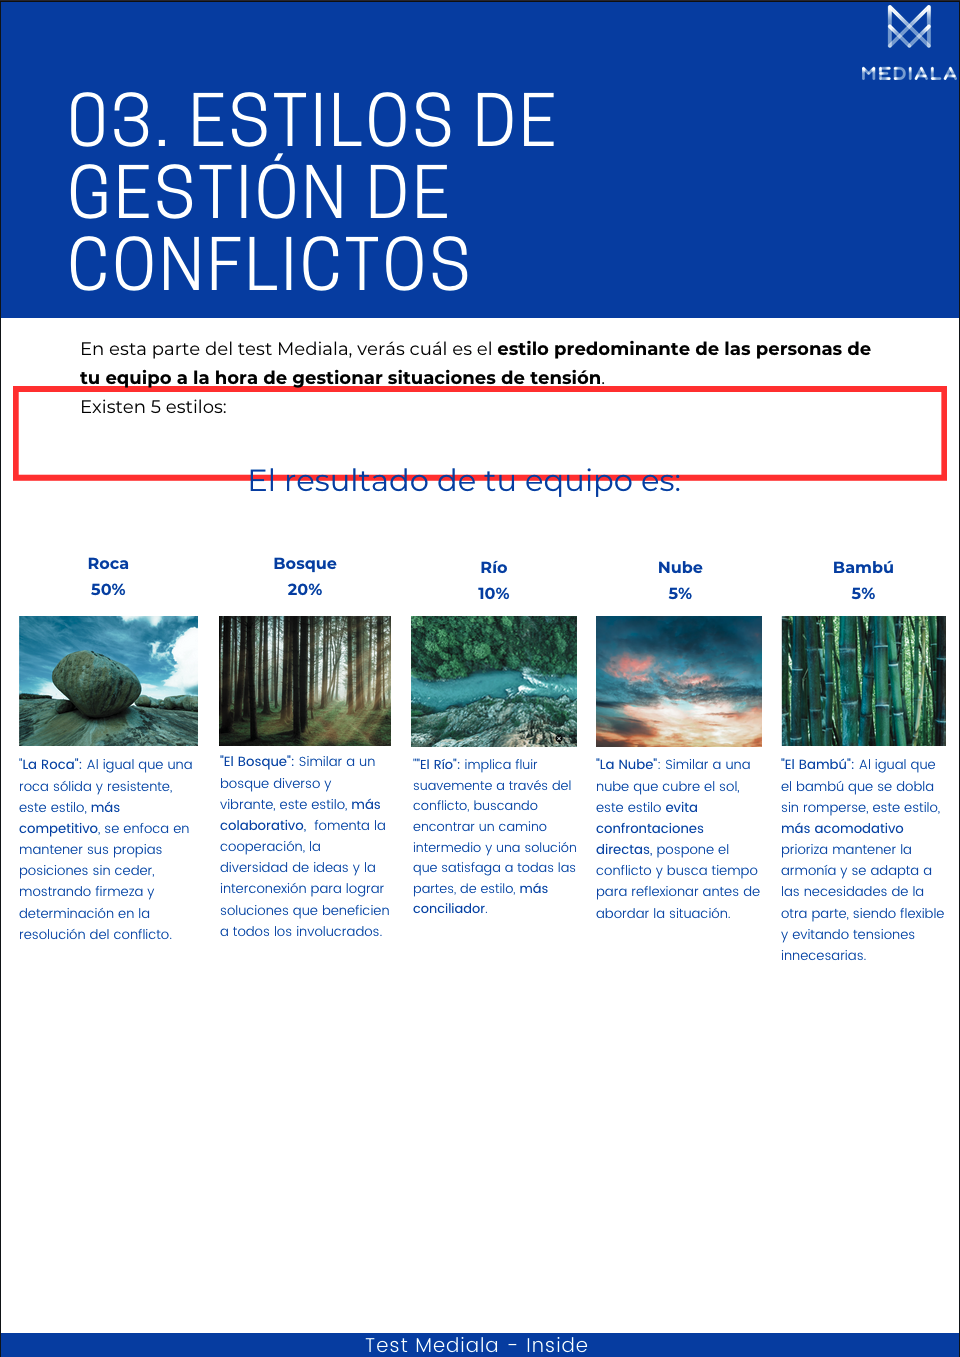 MEDIALA
03. ESTILOS DE
GESTIÓN DE
CONFLICTOS
En esta parte del test Mediala, verás cuál es el estilo predominante de las personas de
tu equipo a la hora de gestionar situaciones de tensión.
Existen 5 estilos:
El resultado de tu equipo es:
Roca
50%
"La Roca": Al igual que una
roca sólida y resistente,
este estilo, más
competitivo, se enfoca en
mantener sus propias
posiciones sin ceder,
mostrando firmeza y
determinación en la
resolución del conflicto.
Bosque
20%
"El Bosque": Similar a un
bosque diverso y
vibrante, este estilo, más
colaborativo, fomenta la
cooperación, la
diversidad de ideas y la
interconexión para lograr
soluciones que beneficien
a todos los involucrados.
Río
10%
""El Río": implica fluir
suavemente a través del
conflicto, buscando
encontrar un camino
intermedio y una solución
que satisfaga a todas las
partes, de estilo, más
conciliador.
Nube
5%
"La Nube": Similar a una
nube que cubre el sol,
este estilo evita
confrontaciones
directas, pospone el
conflicto y busca tiempo
para reflexionar antes de
abordar la situación.
Bambú
5%
"El Bambú": Al igual que
el bambú que se dobla
sin romperse, este estilo,
más acomodativo
prioriza mantener la
armonía y se adapta a
las necesidades de la
otra parte, siendo flexible
y evitando tensiones
innecesarias.
Test Mediala - Inside